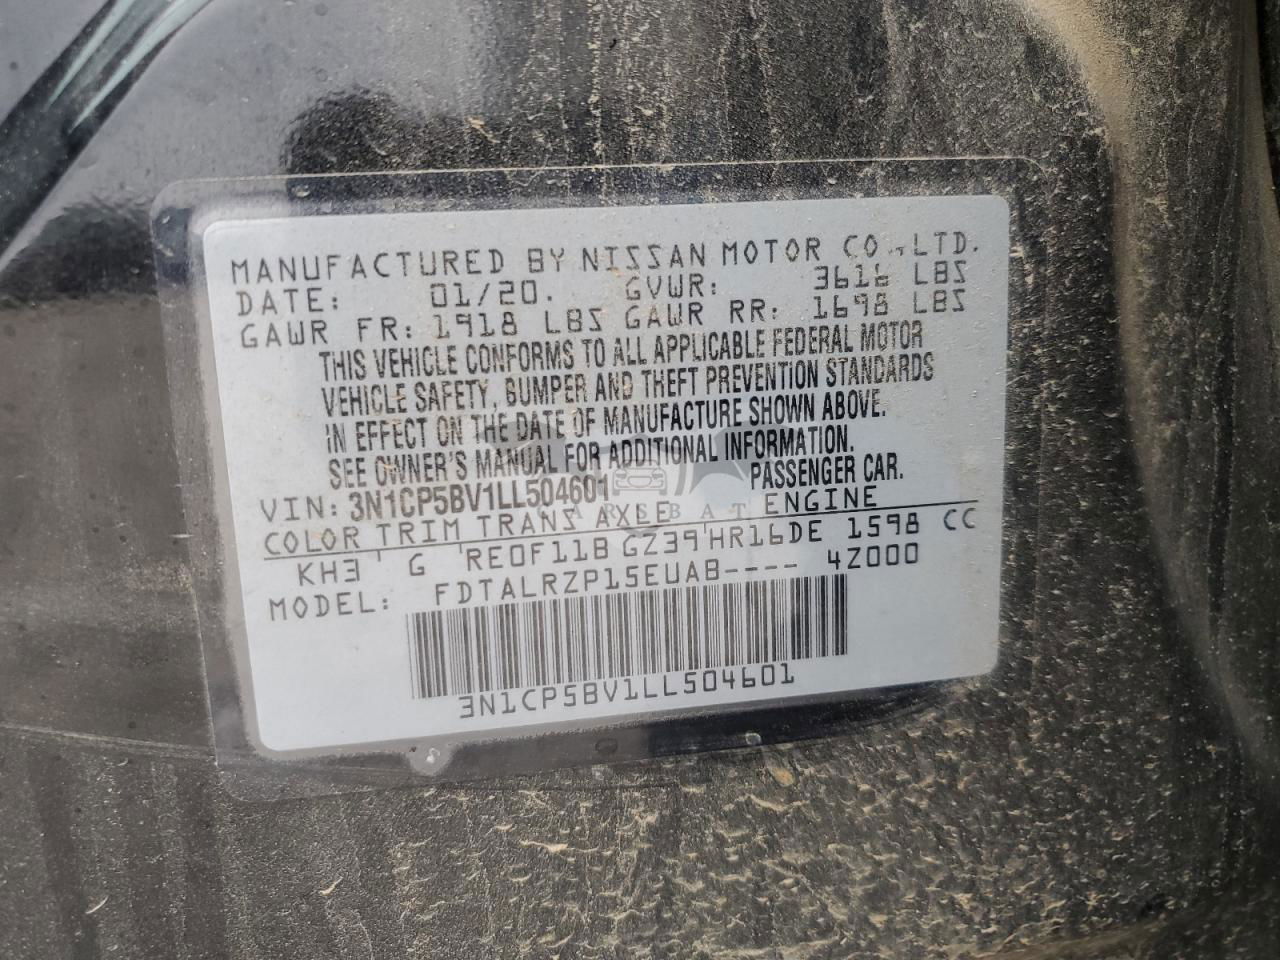 MANUFACTURED BY NISSAN MOTOR CO.,LTD.
DATE: 01/20. GVWR: 3616 LBS
GAWR FR: 1918 LBS GAWR RR: 1698 LBS
THIS VEHICLE CONFORMS TO ALL APPLICABLE FEDERAL MOTOR
VEHICLE SAFETY, BUMPER AND THEFT PREVENTION STANDARDS
IN EFFECT ON THE DATE OF MANUFACTURE SHOWN ABOVE.
SEE OWNER'S MANUAL FOR ADDITIONAL INFORMATION.
VIN: 3N1CP5BV1LL504601 PASSENGER CAR.
CARSBAT
COLOR TRIM TRANS AXLE ENGINE
KH3 G RE0F11B GZ39 HR16DE 1598 CC
MODEL: FDTALRZP15EUAB---- 4Z000
3N1CP5BV1LL504601